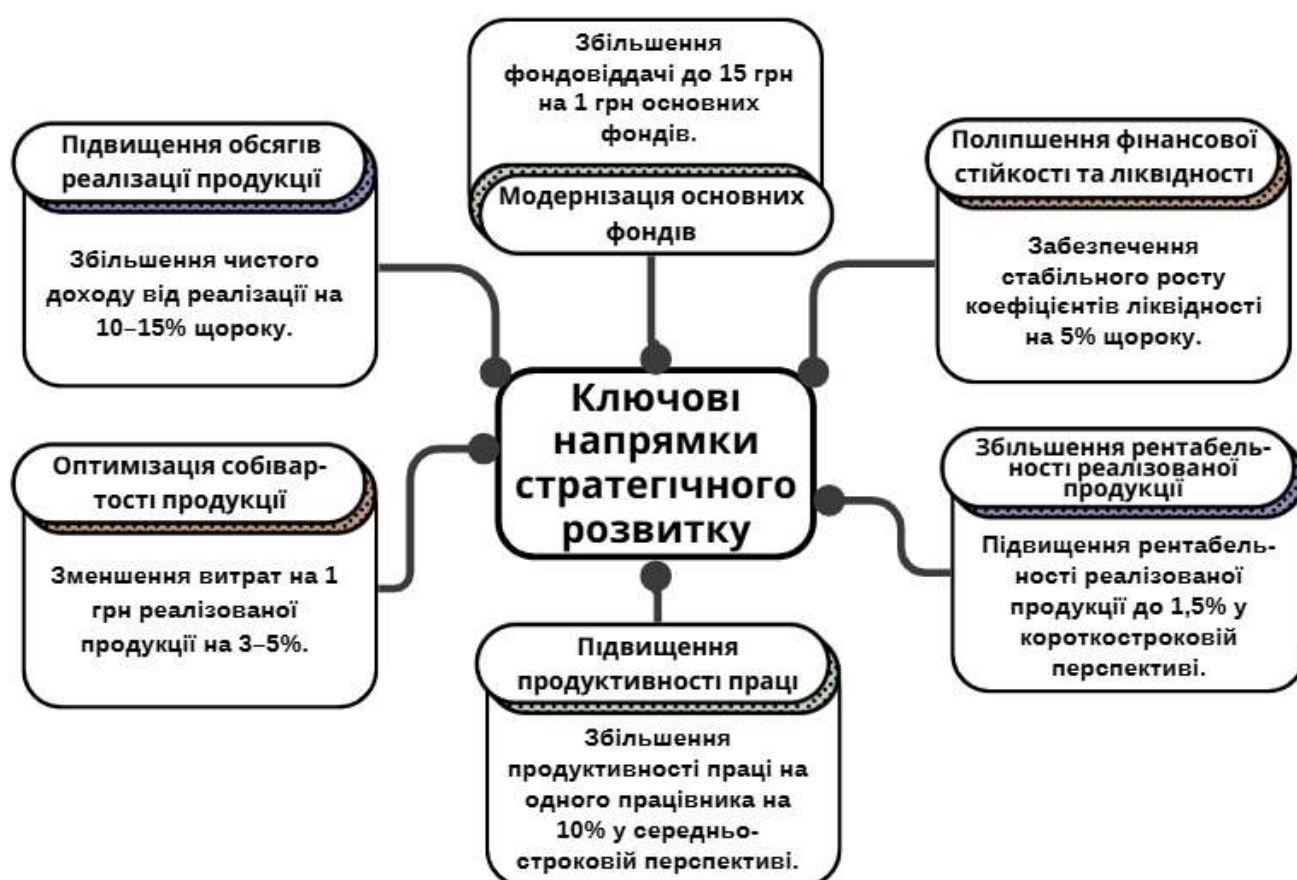 Збільшення
фондовіддачі до 15 грн
на 1 грн основних
фондів.
Модернізація основних
фондів
Підвищення обсягів
реалізації продукції
Збільшення чистого
доходу від реалізації на
10–15% щороку.
Поліпшення фінансової
стійкості та ліквідності
Забезпечення
стабільного росту
коефіцієнтів ліквідності
на 5% щороку.
Ключові
напрямки
стратегічного
розвитку
Оптимізація собівар-
тості продукції
Зменшення витрат на 1
грн реалізованої
продукції на 3–5%.
Збільшення рентабель-
ності реалізованої
продукції
Підвищення рентабель-
ності реалізованої
продукції до 1,5% у
короткостроковій
перспективі.
Підвищення
продуктивності праці
Збільшення
продуктивності праці на
одного працівника на
10% у середньо-
строковій перспективі.